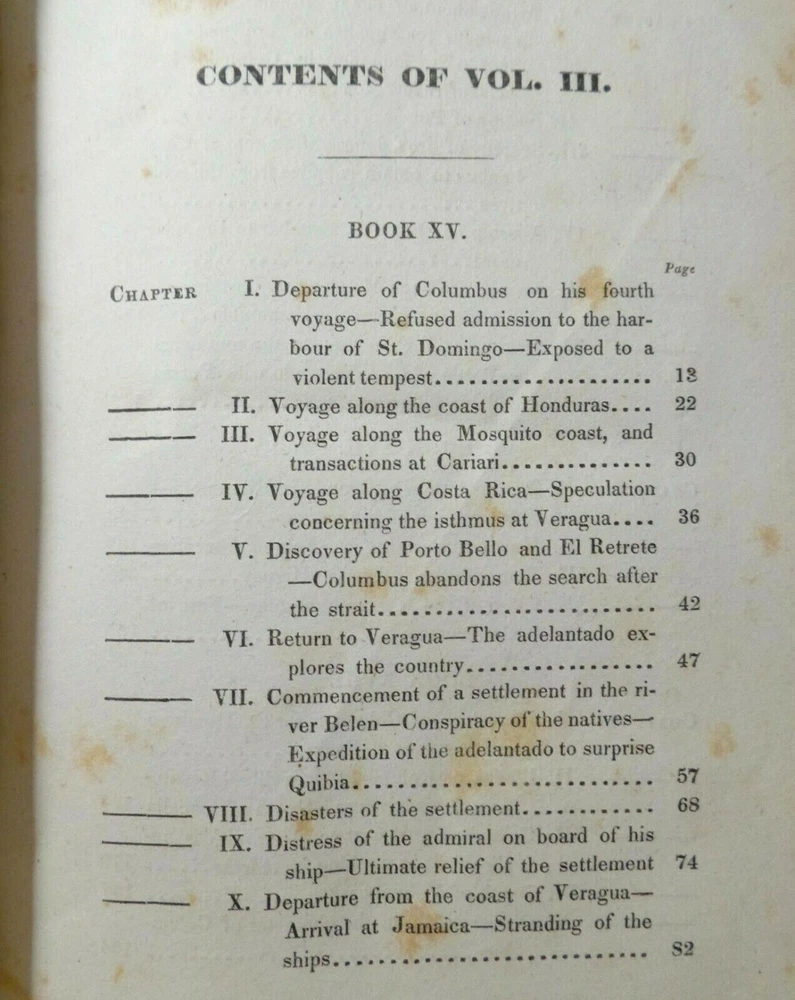 CONTENTS OF VOL. III.
BOOK XV.
Page
CHAPTER I. Departure of Columbus on his fourth
voyage—Refused admission to the har-
bour of St. Domingo—Exposed to a
violent tempest.................... 13
——— II. Voyage along the coast of Honduras.... 22
——— III. Voyage along the Mosquito coast, and
transactions at Cariari.............. 30
——— IV. Voyage along Costa Rica—Speculation
concerning the isthmus at Veragua.... 36
——— V. Discovery of Porto Bello and El Retrete
—Columbus abandons the search after
the strait......................... 42
——— VI. Return to Veragua—The adelantado ex-
plores the country................. 47
——— VII. Commencement of a settlement in the ri-
ver Belen—Conspiracy of the natives—
Expedition of the adelantado to surprise
Quibia........................... 57
——— VIII. Disasters of the settlement............ 68
——— IX. Distress of the admiral on board of his
ship—Ultimate relief of the settlement 74
——— X. Departure from the coast of Veragua—
Arrival at Jamaica—Stranding of the
ships............................. 82